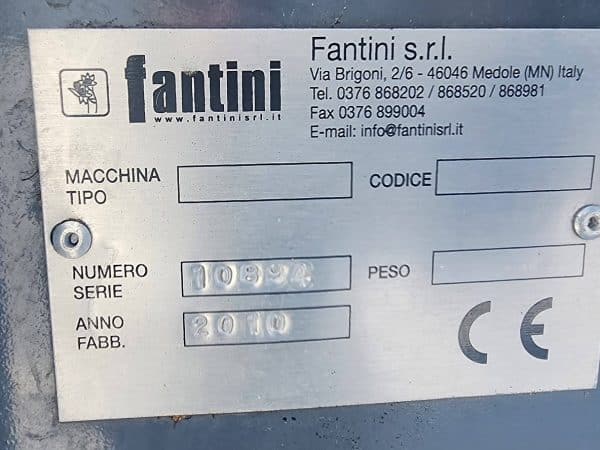 fantini
www.fantinisrl.it
Fantini s.r.l.
Via Brigoni, 2/6 - 46046 Medole (MN) Italy
Tel. 0376 868202 / 868520 / 868981
Fax 0376 899004
E-mail: info@fantinisrl.it
MACCHINA TIPO
CODICE
NUMERO SERIE 10894
PESO
ANNO FABB. 2010
CE